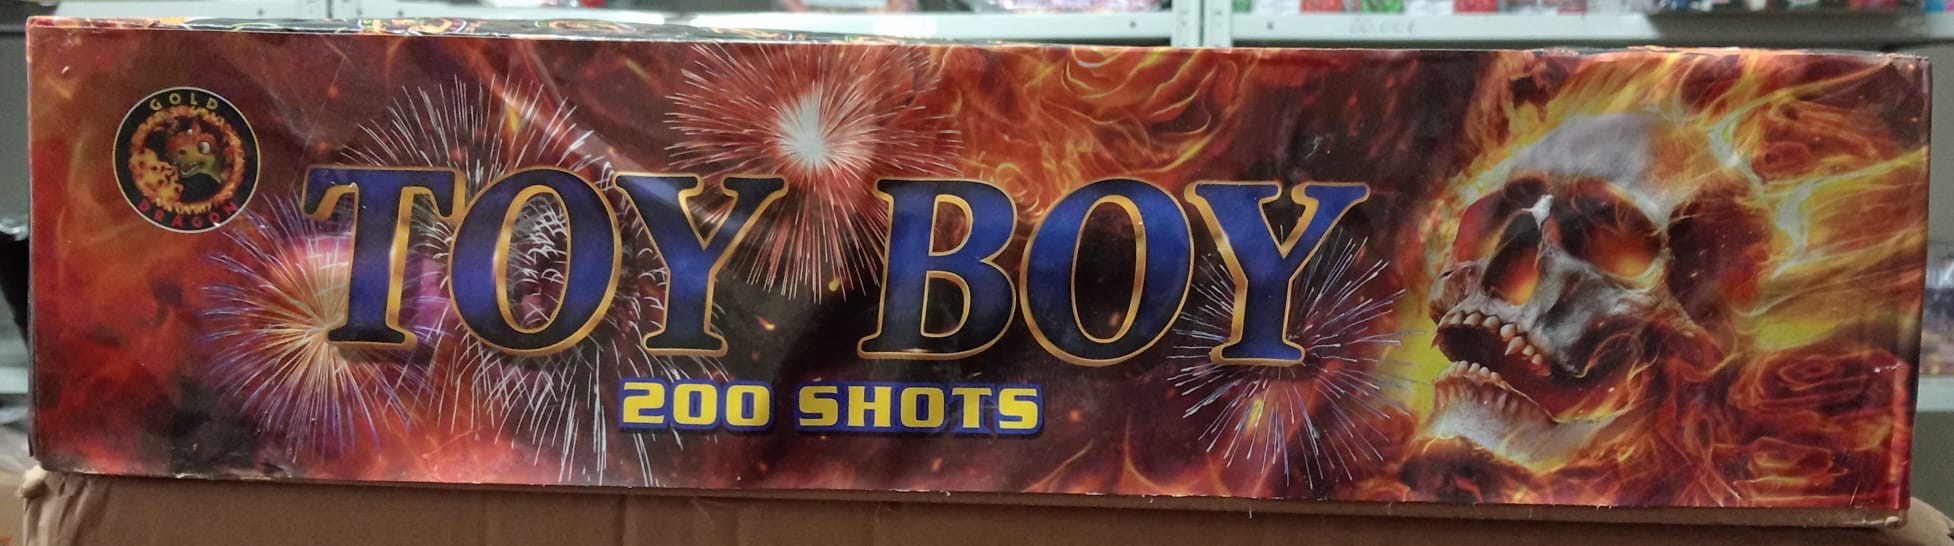 GOLD
DRAGON
TOY BOY
200 SHOTS